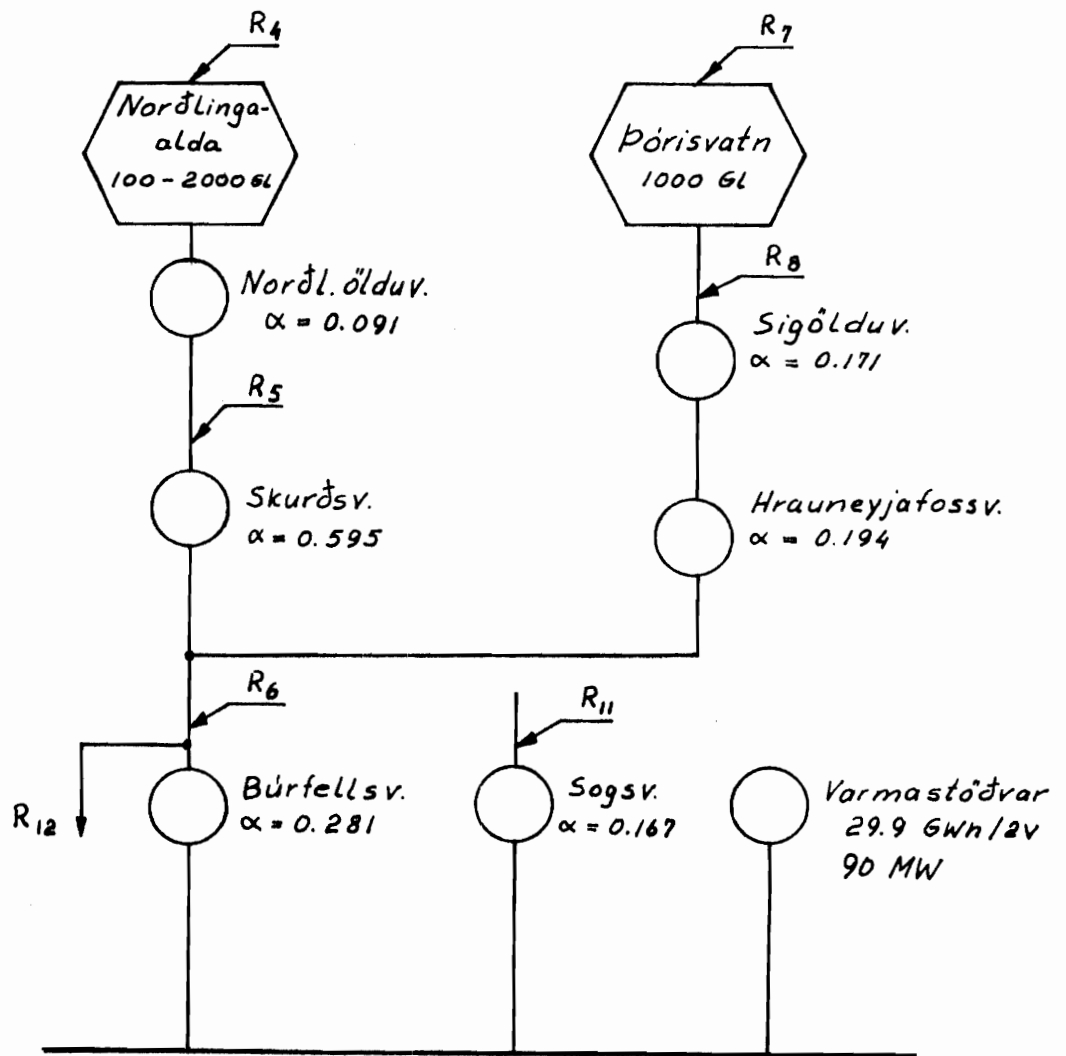 R4
R7
Norðlinga-
alda
100-2000 Gl
Þórisvatn
1000 Gl
R8
Norðl.ölduv.
α = 0.091
Sigölduv.
α = 0.171
R5
Skurðsv.
α = 0.595
Hrauneyjafossv.
α = 0.194
R6
R11
R12
Búrfellsv.
α = 0.281
Sogsv.
α = 0.167
Varmastöðvar
29.9 GWh/2v
90 MW